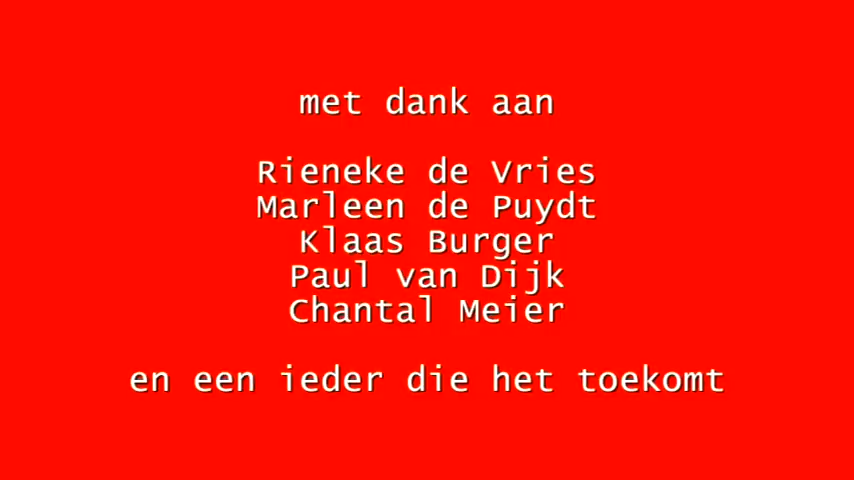 met dank aan
Rieneke de Vries
Marleen de Puydt
Klaas Burger
Paul van Dijk
Chantal Meier
en een ieder die het toekomt